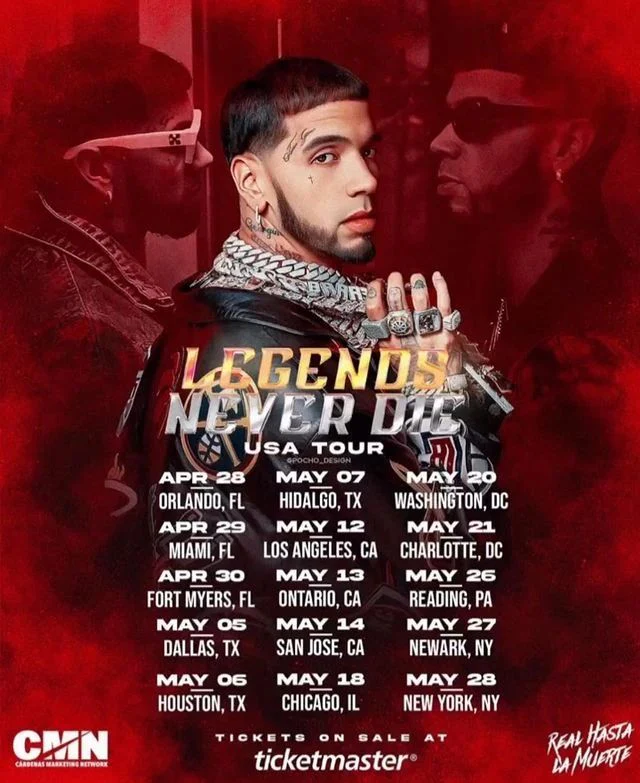 LEGENDS
NEVER DIE
USA TOUR
@POCHO_DESIGN
APR 28
ORLANDO, FL
APR 29
MIAMI, FL
APR 30
FORT MYERS, FL
MAY 05
DALLAS, TX
MAY 06
HOUSTON, TX
MAY 07
HIDALGO, TX
MAY 12
LOS ANGELES, CA
MAY 13
ONTARIO, CA
MAY 14
SAN JOSE, CA
MAY 18
CHICAGO, IL
MAY 20
WASHINGTON, DC
MAY 21
CHARLOTTE, DC
MAY 26
READING, PA
MAY 27
NEWARK, NY
MAY 28
NEW YORK, NY
TICKETS ON SALE AT
ticketmaster®
CMN
CÁRDENAS MARKETING NETWORK
REAL HASTA
LA MUERTE